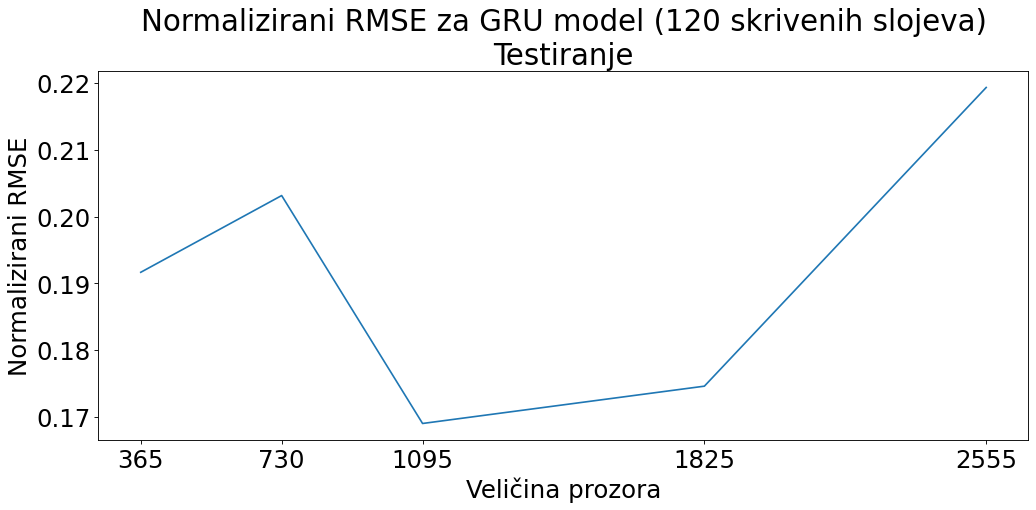 Normalizirani RMSE za GRU model (120 skrivenih slojeva)
Testiranje
Normalizirani RMSE
0.22
0.21
0.20
0.19
0.18
0.17
365 730 1095 1825 2555
Veličina prozora